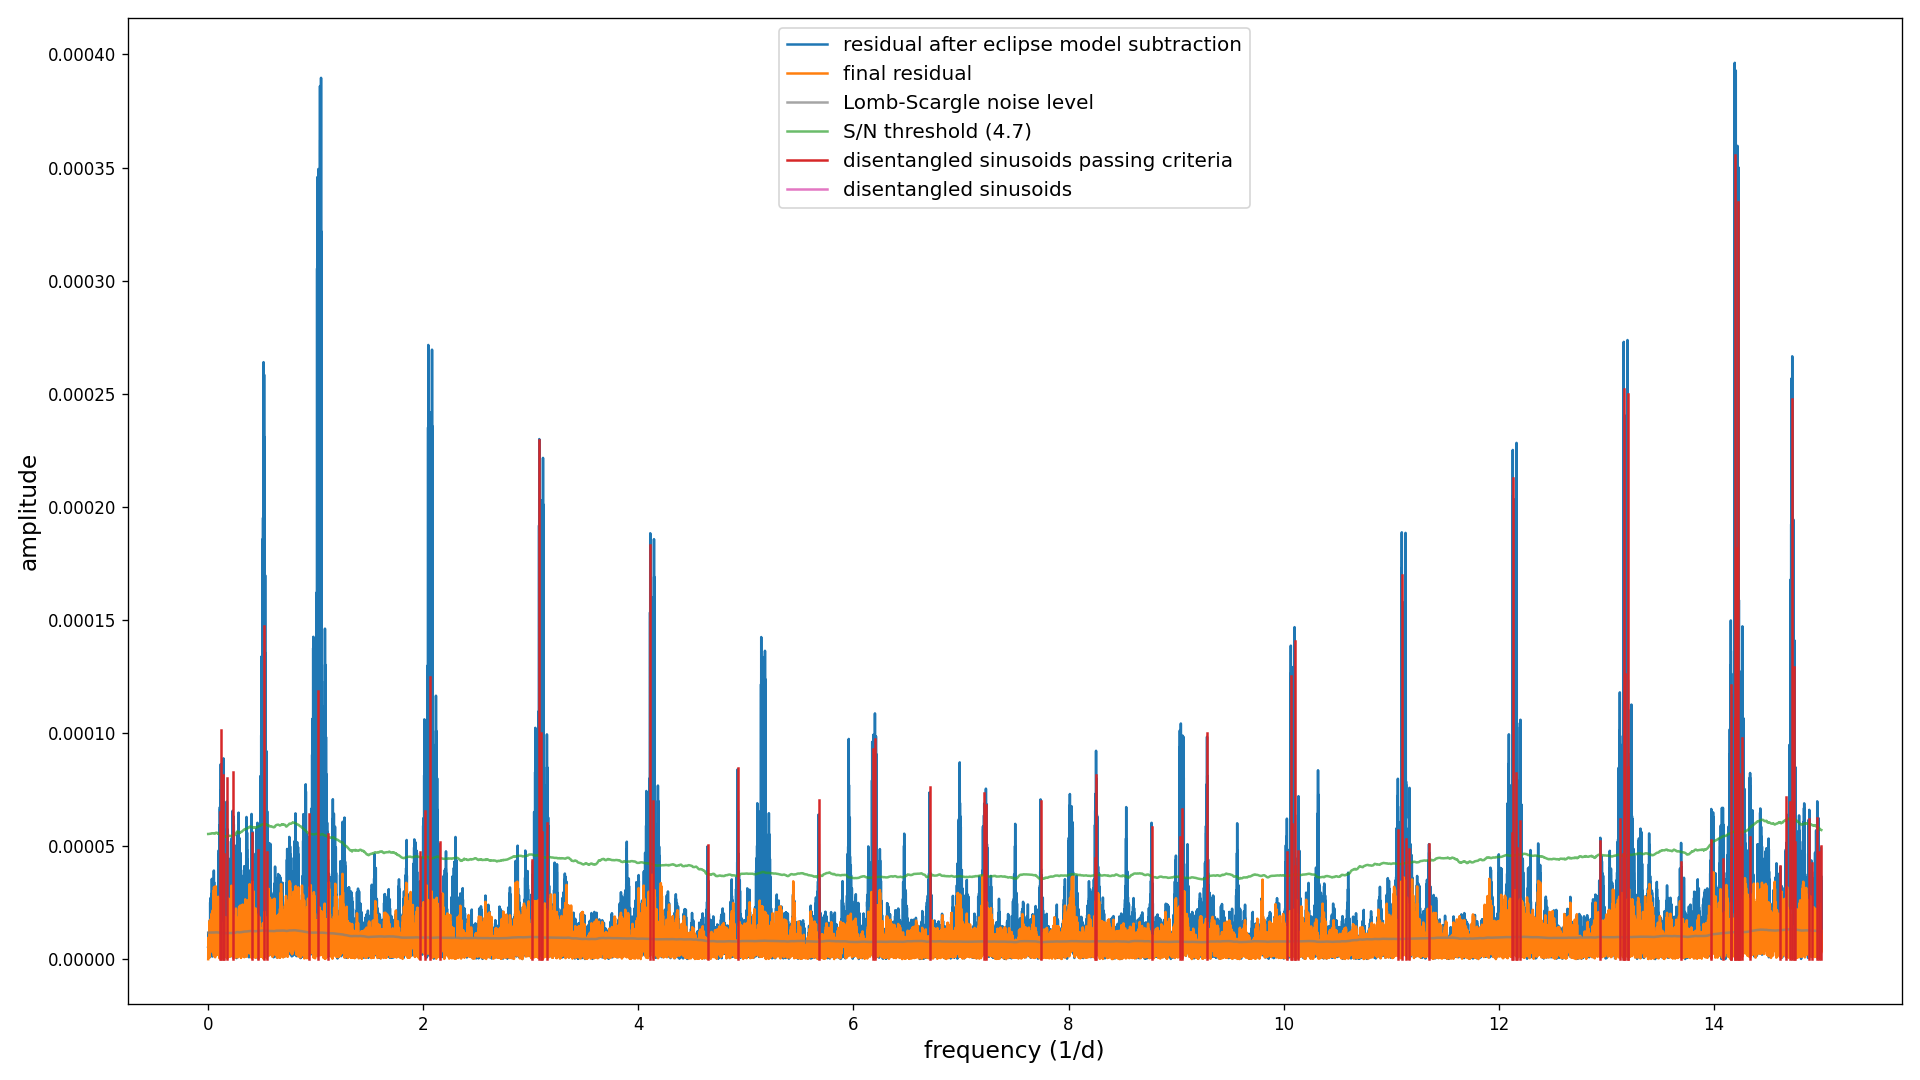 residual after eclipse model subtraction
final residual
Lomb-Scargle noise level
S/N threshold (4.7)
disentangled sinusoids passing criteria
disentangled sinusoids
amplitude
0.00040
0.00035
0.00030
0.00025
0.00020
0.00015
0.00010
0.00005
0.00000
0 2 4 6 8 10 12 14
frequency (1/d)